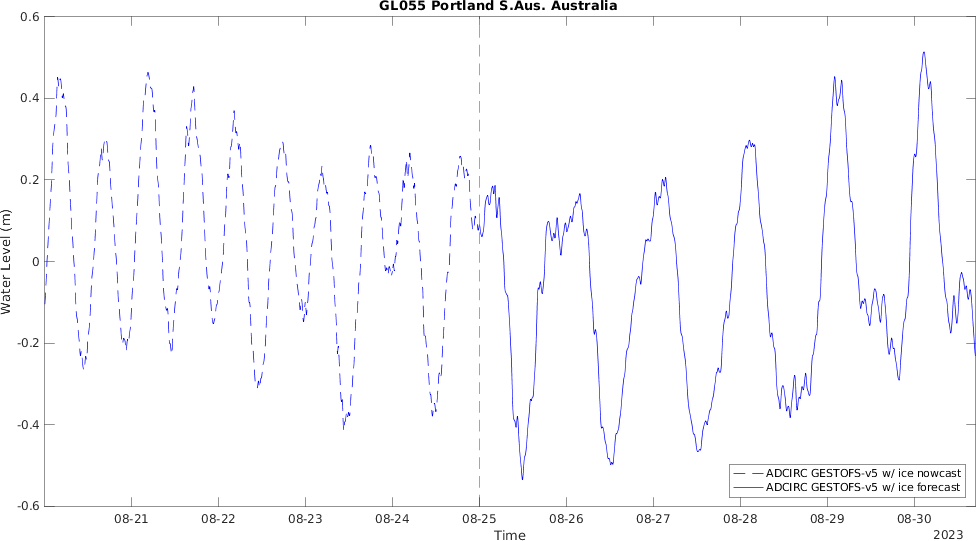 GL055 Portland S.Aus. Australia
Water Level (m)
0.6
0.4
0.2
0
-0.2
-0.4
-0.6
ADCIRC GESTOFS-v5 w/ ice nowcast
ADCIRC GESTOFS-v5 w/ ice forecast
08-21 08-22 08-23 08-24 08-25 08-26 08-27 08-28 08-29 08-30
Time
2023